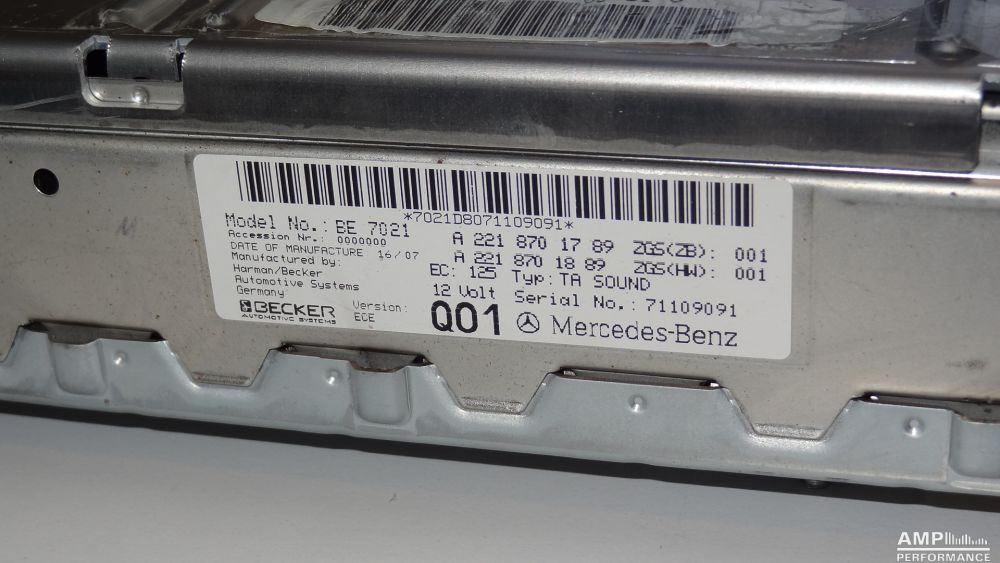 *7021D8071109091*
Model No.: BE 7021
Accession Nr.: 0000000
DATE OF MANUFACTURE 16/07
Manufactured by:
Harman/Becker
Automotive Systems
Germany
BECKER
AUTOMOTIVE SYSTEMS
Version:
ECE
A 221 870 17 89 ZGS(ZB): 001
A 221 870 18 89 ZGS(HW): 001
EC: 125 Typ: TA SOUND
12 Volt Serial No.: 71109091
Q01 Mercedes-Benz
AMP
PERFORMANCE